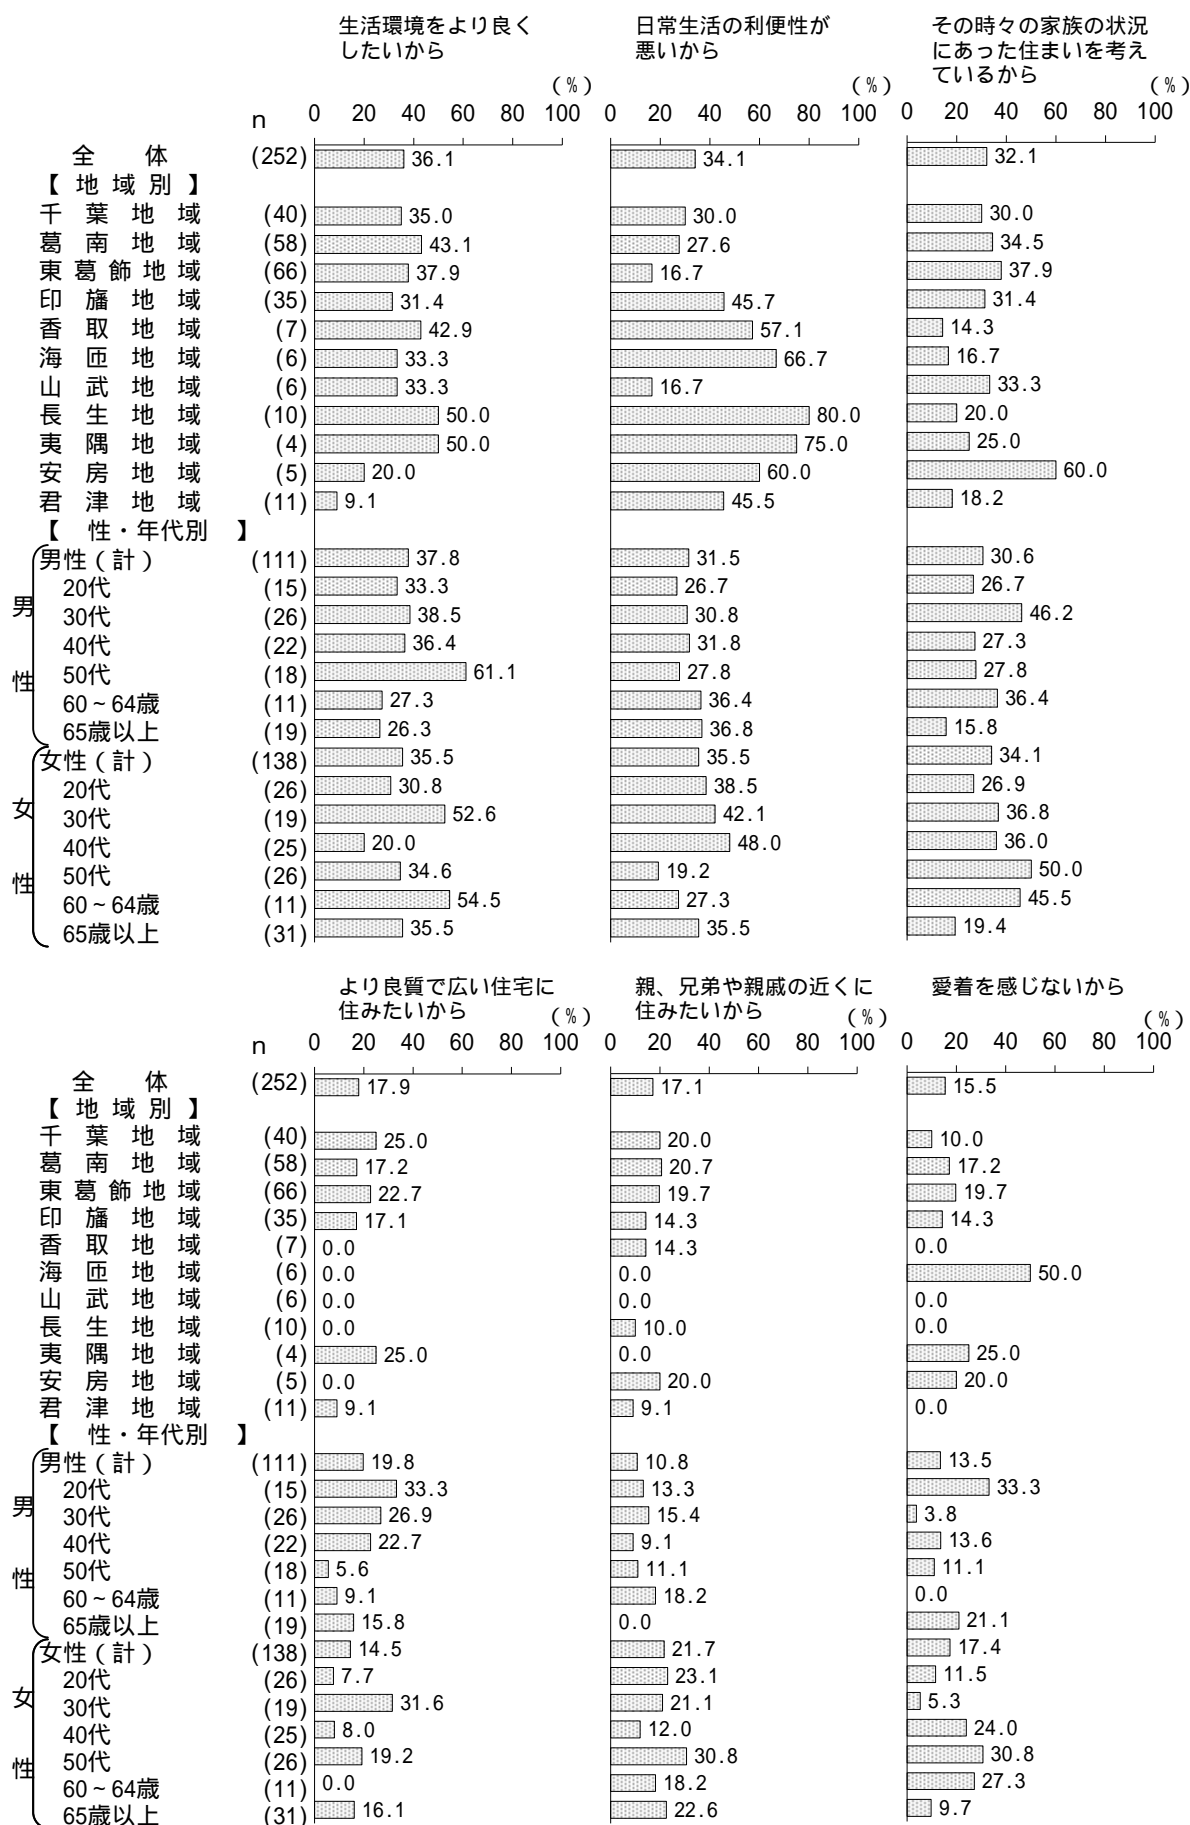 生活環境をより良く
したいから
日常生活の利便性が
悪いから
その時々の家族の状況
にあった住まいを考え
ているから
(%) (%) (%)
n 0 20 40 60 80 100 0 20 40 60 80 100 0 20 40 60 80 100
全体 (252) 36.1 34.1 32.1
【地域別】
千葉地域 (40) 35.0 30.0 30.0
葛南地域 (58) 43.1 27.6 34.5
東葛飾地域 (66) 37.9 16.7 37.9
印旛地域 (35) 31.4 45.7 31.4
香取地域 (7) 42.9 57.1 14.3
海匝地域 (6) 33.3 66.7 16.7
山武地域 (6) 33.3 16.7 33.3
長生地域 (10) 50.0 80.0 20.0
夷隅地域 (4) 50.0 75.0 25.0
安房地域 (5) 20.0 60.0 60.0
君津地域 (11) 9.1 45.5 18.2
【性・年代別】
男性
男性(計) (111) 37.8 31.5 30.6
20代 (15) 33.3 26.7 26.7
30代 (26) 38.5 30.8 46.2
40代 (22) 36.4 31.8 27.3
50代 (18) 61.1 27.8 27.8
60~64歳 (11) 27.3 36.4 36.4
65歳以上 (19) 26.3 36.8 15.8
女性
女性(計) (138) 35.5 35.5 34.1
20代 (26) 30.8 38.5 26.9
30代 (19) 52.6 42.1 36.8
40代 (25) 20.0 48.0 36.0
50代 (26) 34.6 19.2 50.0
60~64歳 (11) 54.5 27.3 45.5
65歳以上 (31) 35.5 35.5 19.4
より良質で広い住宅に
住みたいから
親、兄弟や親戚の近くに
住みたいから
愛着を感じないから
(%) (%) (%)
n 0 20 40 60 80 100 0 20 40 60 80 100 0 20 40 60 80 100
全体 (252) 17.9 17.1 15.5
【地域別】
千葉地域 (40) 25.0 20.0 10.0
葛南地域 (58) 17.2 20.7 17.2
東葛飾地域 (66) 22.7 19.7 19.7
印旛地域 (35) 17.1 14.3 14.3
香取地域 (7) 0.0 14.3 0.0
海匝地域 (6) 0.0 0.0 50.0
山武地域 (6) 0.0 0.0 0.0
長生地域 (10) 0.0 10.0 0.0
夷隅地域 (4) 25.0 0.0 25.0
安房地域 (5) 0.0 20.0 20.0
君津地域 (11) 9.1 9.1 0.0
【性・年代別】
男性
男性(計) (111) 19.8 10.8 13.5
20代 (15) 33.3 13.3 33.3
30代 (26) 26.9 15.4 3.8
40代 (22) 22.7 9.1 13.6
50代 (18) 5.6 11.1 11.1
60~64歳 (11) 9.1 18.2 0.0
65歳以上 (19) 15.8 0.0 21.1
女性
女性(計) (138) 14.5 21.7 17.4
20代 (26) 7.7 23.1 11.5
30代 (19) 31.6 21.1 5.3
40代 (25) 8.0 12.0 24.0
50代 (26) 19.2 30.8 30.8
60~64歳 (11) 0.0 18.2 27.3
65歳以上 (31) 16.1 22.6 9.7